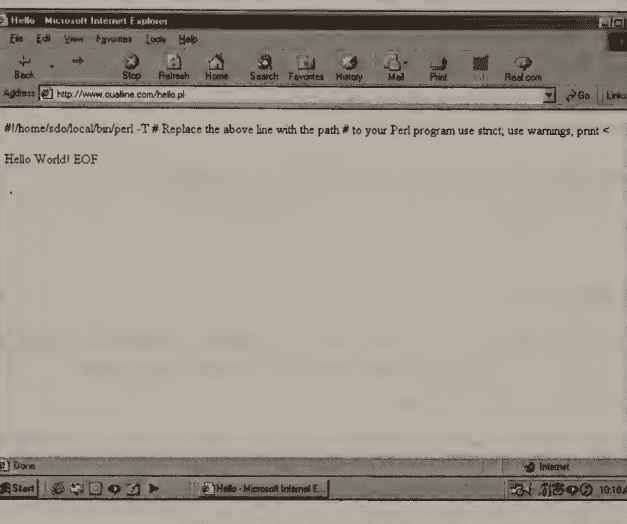 Hello - Microsoft Internet Explorer
File Edit View Favorites Tools Help
Back Stop Refresh Home Search Favorites History Mail Print Real.com
Address http://www.oualline.com/hello.pl Go Links
#!/home/sdo/local/bin/perl -T # Replace the above line with the path # to your Perl program use strict; use warnings, print <
Hello World! EOF
Done Internet
Start Hello - Microsoft Internet E... 10:16A